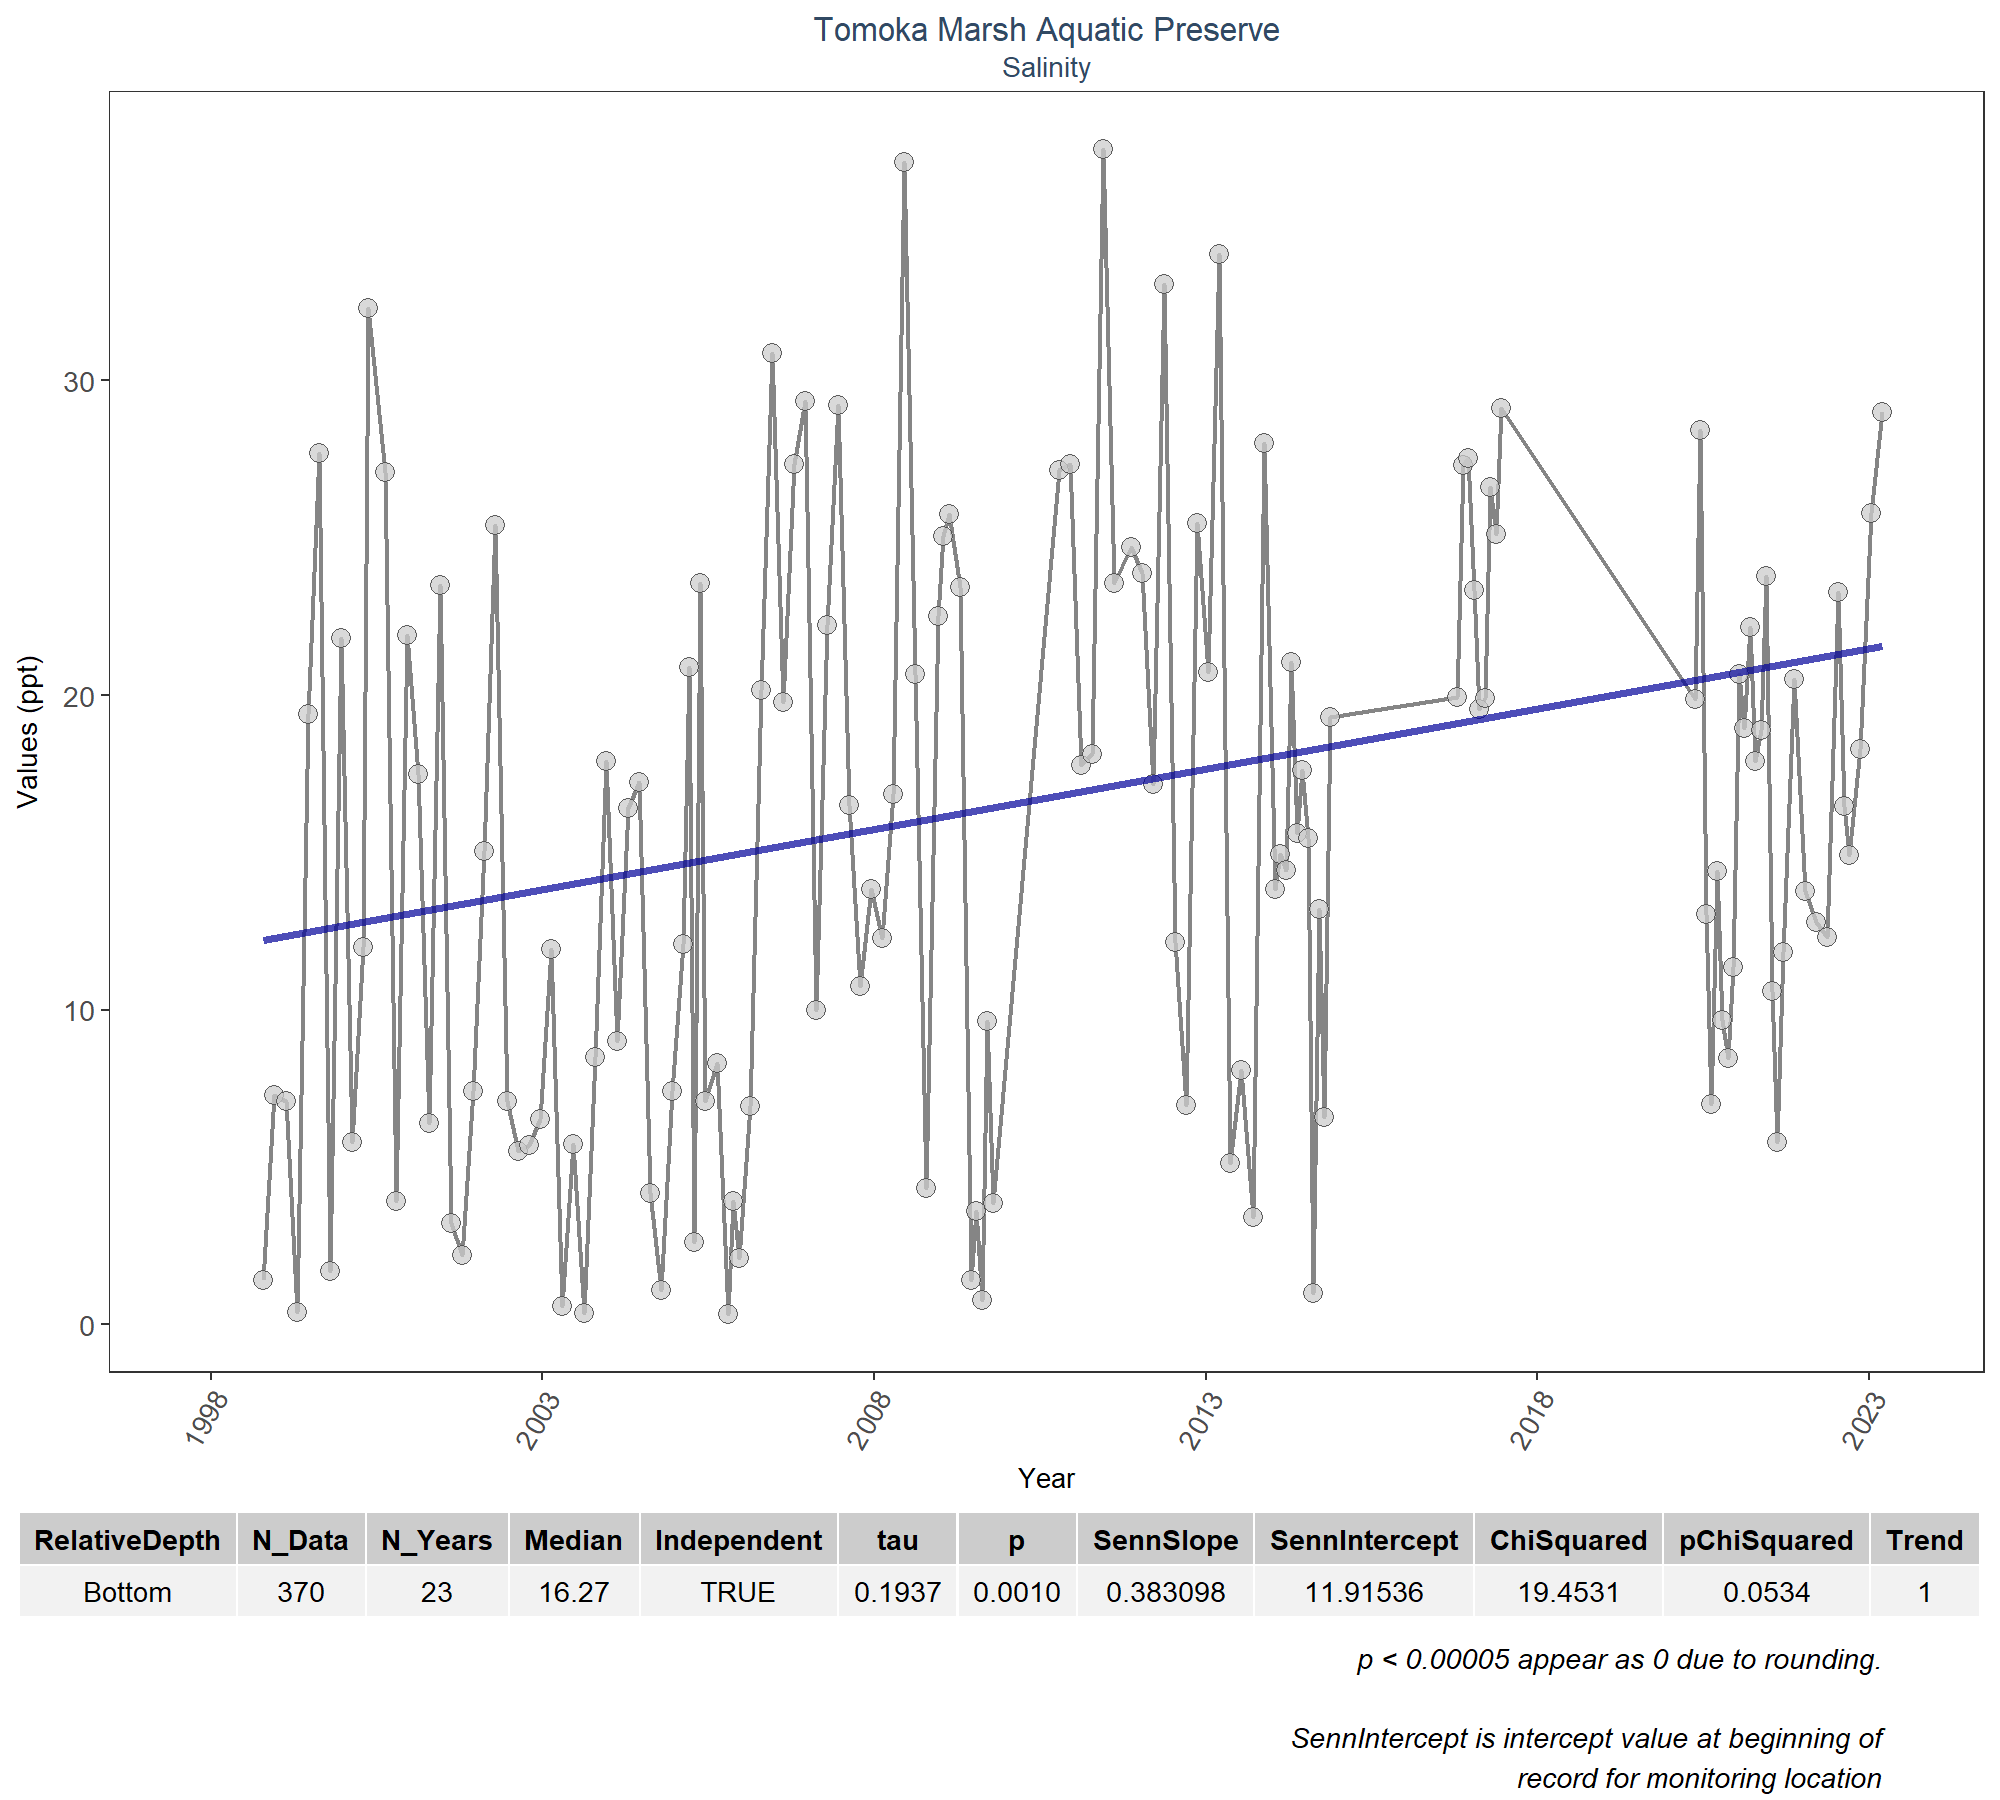 Tomoka Marsh Aquatic Preserve
Salinity
Values (ppt)
30
20
10
0
1998
2003
2008
2013
2018
2023
Year
RelativeDepth N_Data N_Years Median Independent tau p SennSlope SennIntercept ChiSquared pChiSquared Trend
Bottom 370 23 16.27 TRUE 0.1937 0.0010 0.383098 11.91536 19.4531 0.0534 1
p < 0.00005 appear as 0 due to rounding.
SennIntercept is intercept value at beginning of
record for monitoring location